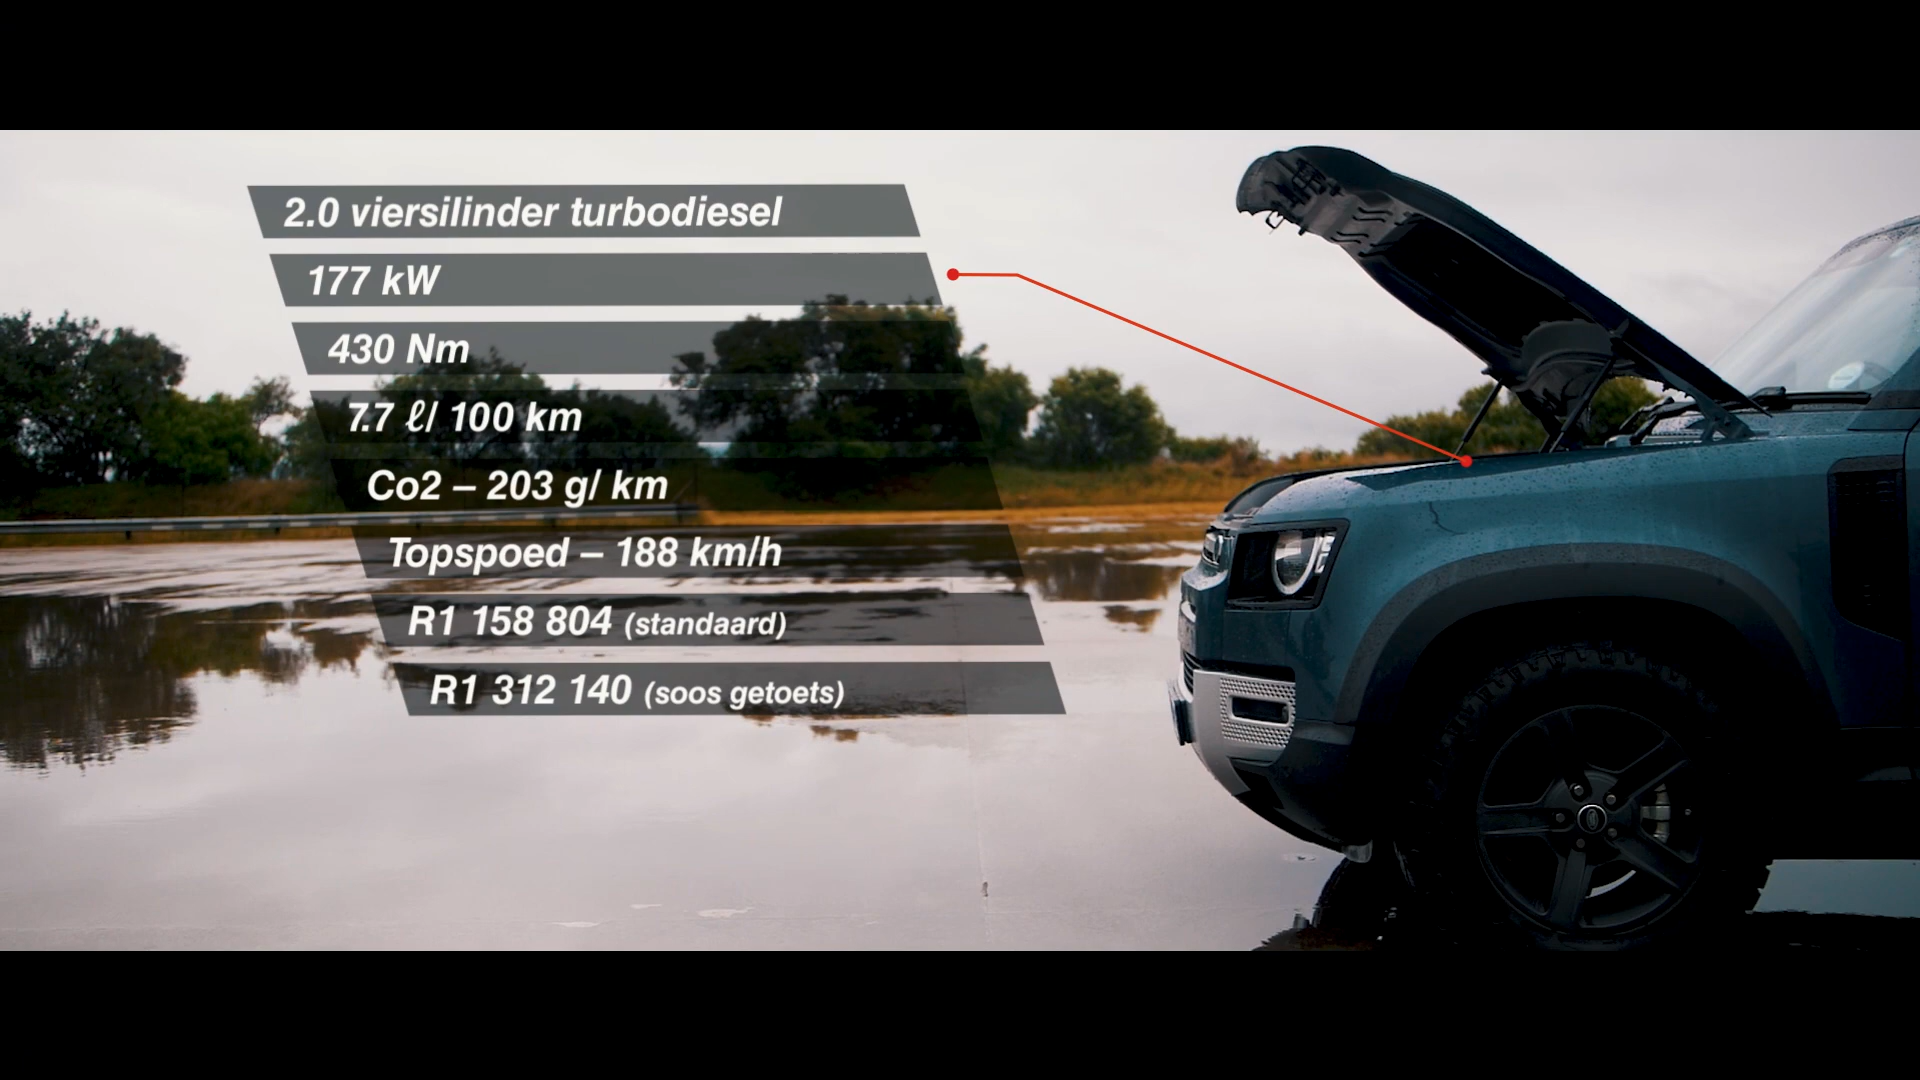 2.0 viersilinder turbodiesel
177 kW
430 Nm
7.7 ℓ/ 100 km
Co2 – 203 g/ km
Topspoed – 188 km/h
R1 158 804 (standaard)
R1 312 140 (soos getoets)